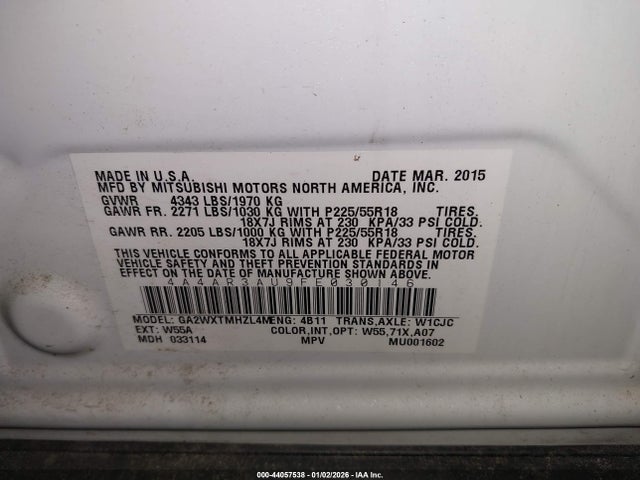 MADE IN U.S.A. DATE MAR. 2015
MFD BY MITSUBISHI MOTORS NORTH AMERICA, INC.
GVWR 4343 LBS/1970 KG
GAWR FR. 2271 LBS/1030 KG WITH P225/55R18 TIRES.
18X7J RIMS AT 230 KPA/33 PSI COLD.
GAWR RR. 2205 LBS/1000 KG WITH P225/55R18 TIRES.
18X7J RIMS AT 230 KPA/33 PSI COLD.
THIS VEHICLE CONFORMS TO ALL APPLICABLE FEDERAL MOTOR
VEHICLE SAFETY AND THEFT PREVENTION STANDARDS IN
EFFECT ON THE DATE OF MANUFACTURE SHOWN ABOVE.
4A4AR3AU9FE030146
MODEL: GA2WXTMHZL4M ENG: 4B11 TRANS,AXLE: W1CJC
EXT: W55A COLOR,INT,OPT: W55,71X,A07
MDH 033114 MPV MU001602
000-44057538 - 01/02/2026 - IAA Inc.